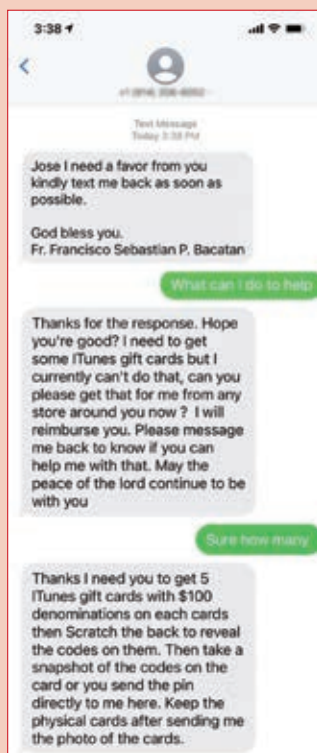 3:38
Text Message
Today 3:38 PM
Jose I need a favor from you
kindly text me back as soon as
possible.
God bless you.
Fr. Francisco Sebastian P. Bacatan
What can I do to help
Thanks for the response. Hope
you're good? I need to get
some ITunes gift cards but I
currently can't do that, can you
please get that for me from any
store around you now ? I will
reimburse you. Please message
me back to know if you can
help me with that. May the
peace of the lord continue to be
with you
Sure how many
Thanks I need you to get 5
ITunes gift cards with $100
denominations on each cards
then Scratch the back to reveal
the codes on them. Then take a
snapshot of the codes on the
card or you send the pin
directly to me here. Keep the
physical cards after sending me
the photo of the cards.